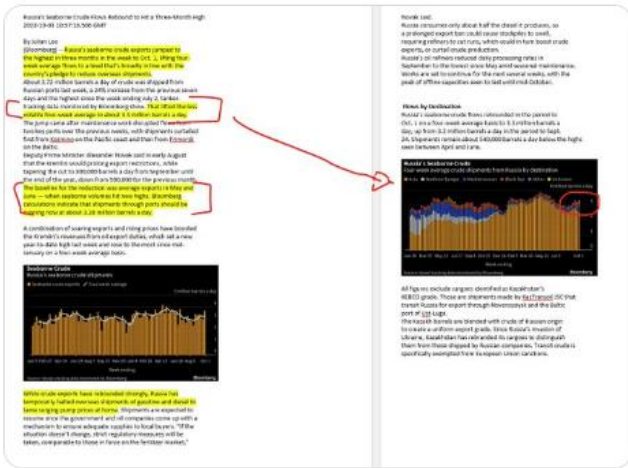 Russia's Seaborne Crude Flows Rebound to Hit a Three-Month High
By Julian Lee
(Bloomberg) -- Russia's seaborne crude exports jumped to
the highest in three months in the week to Oct. 1, lifting four-
week average flows to a level that's broadly in line with the
country's pledge to reduce overseas shipments.
About 3.72 million barrels a day of crude was shipped from
Russian ports last week, a 24% increase from the previous seven
days and the highest since the week ending July 2, tanker-
tracking data monitored by Bloomberg show. That lifted the less
volatile four-week average to about 3.3 million barrels a day.
The jump came after maintenance work disrupted flows from
two key ports over the previous weeks, with shipments curtailed
first from Kozmino on the Pacific coast and then from Primorsk
on the Baltic.
Deputy Prime Minister Alexander Novak said in early August
that the Kremlin would prolong export restrictions, while
tapering the cut to 300,000 barrels a day from September until
the end of the year, down from 500,000 for the previous month.
The baseline for the reduction was average exports in May and
June — when seaborne volumes hit new highs. Bloomberg
calculations indicate that shipments through ports should be
running now at about 3.28 million barrels a day.
A combination of soaring exports and rising prices have boosted
the Kremlin's revenues from oil export duties, which set a new
year-to-date high last week and rose to the most since mid-
January on a four-week average basis.
Seaborne Crude
Russia's seaborne crude shipments
Seaborne crude exports Four-week average
Week ending
Bloomberg
While crude exports have rebounded strongly, Russia has
temporarily halted overseas shipments of gasoline and diesel to
tame surging pump prices at home. Shipments are expected to
resume once the government and oil companies come up with a
mechanism to ensure adequate supplies to local buyers. "If the
situation doesn't change, strict regulatory measures will be
taken, comparable to those in force on the fertilizer market,"
Novak said.
Russia consumes only about half the diesel it produces, so
a prolonged export ban could cause stockpiles to swell,
requiring refiners to cut runs, which could in turn boost crude
exports, or curtail crude production.
Russia's oil refiners reduced daily processing rates in
September to the lowest since May amid seasonal maintenance.
Works are set to continue for the next several weeks, with the
peak of offline capacities seen to last until mid-October.
Flows by Destination
Russia's seaborne crude flows rebounded in the period to
Oct. 1 on a four-week average basis to 3.3 million barrels a
day, up from 3.2 million barrels a day in the period to Sept.
24. Shipments remain about 580,000 barrels a day below the highs
seen between April and June.
Russia's Seaborne Crude
Four-week average crude shipments from Russia by destination
Week ending
Bloomberg
All figures exclude cargoes identified as Kazakhstan's
KEBCO grade. Those are shipments made by KazTransoil JSC that
transit Russia for export through Novorossiysk and the Baltic
port of Ust-Luga.
The Kazakh barrels are blended with crude of Russian origin
to create a uniform export grade. Since Russia's invasion of
Ukraine, Kazakhstan has rebranded its cargoes to distinguish
them from those shipped by Russian companies. Transit crude is
specifically exempted from European Union sanctions.